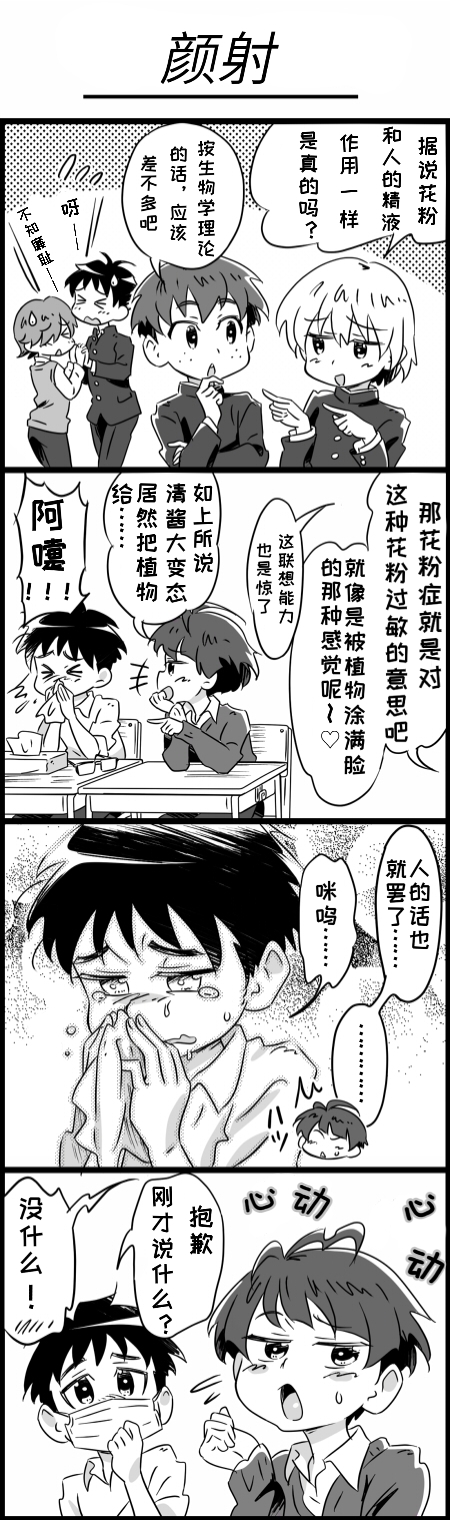 颜射
据说花粉
和人的精液
作用一样
是真的吗?
按生物学理论
的话,应该
差不多吧
呀……
不知廉耻……
那花粉症就是对
这种花粉过敏的意思吧
就像是被植物涂满脸
的那种感觉呢~♡
这联想能力
也是惊了
如上所说
清酱大变态
居然把植物
给……
阿嚏
!!!
人的话也
就罢了……
…………
咪呜……
ハッ
心动
心动
抱歉
刚才说什么?
没什么!